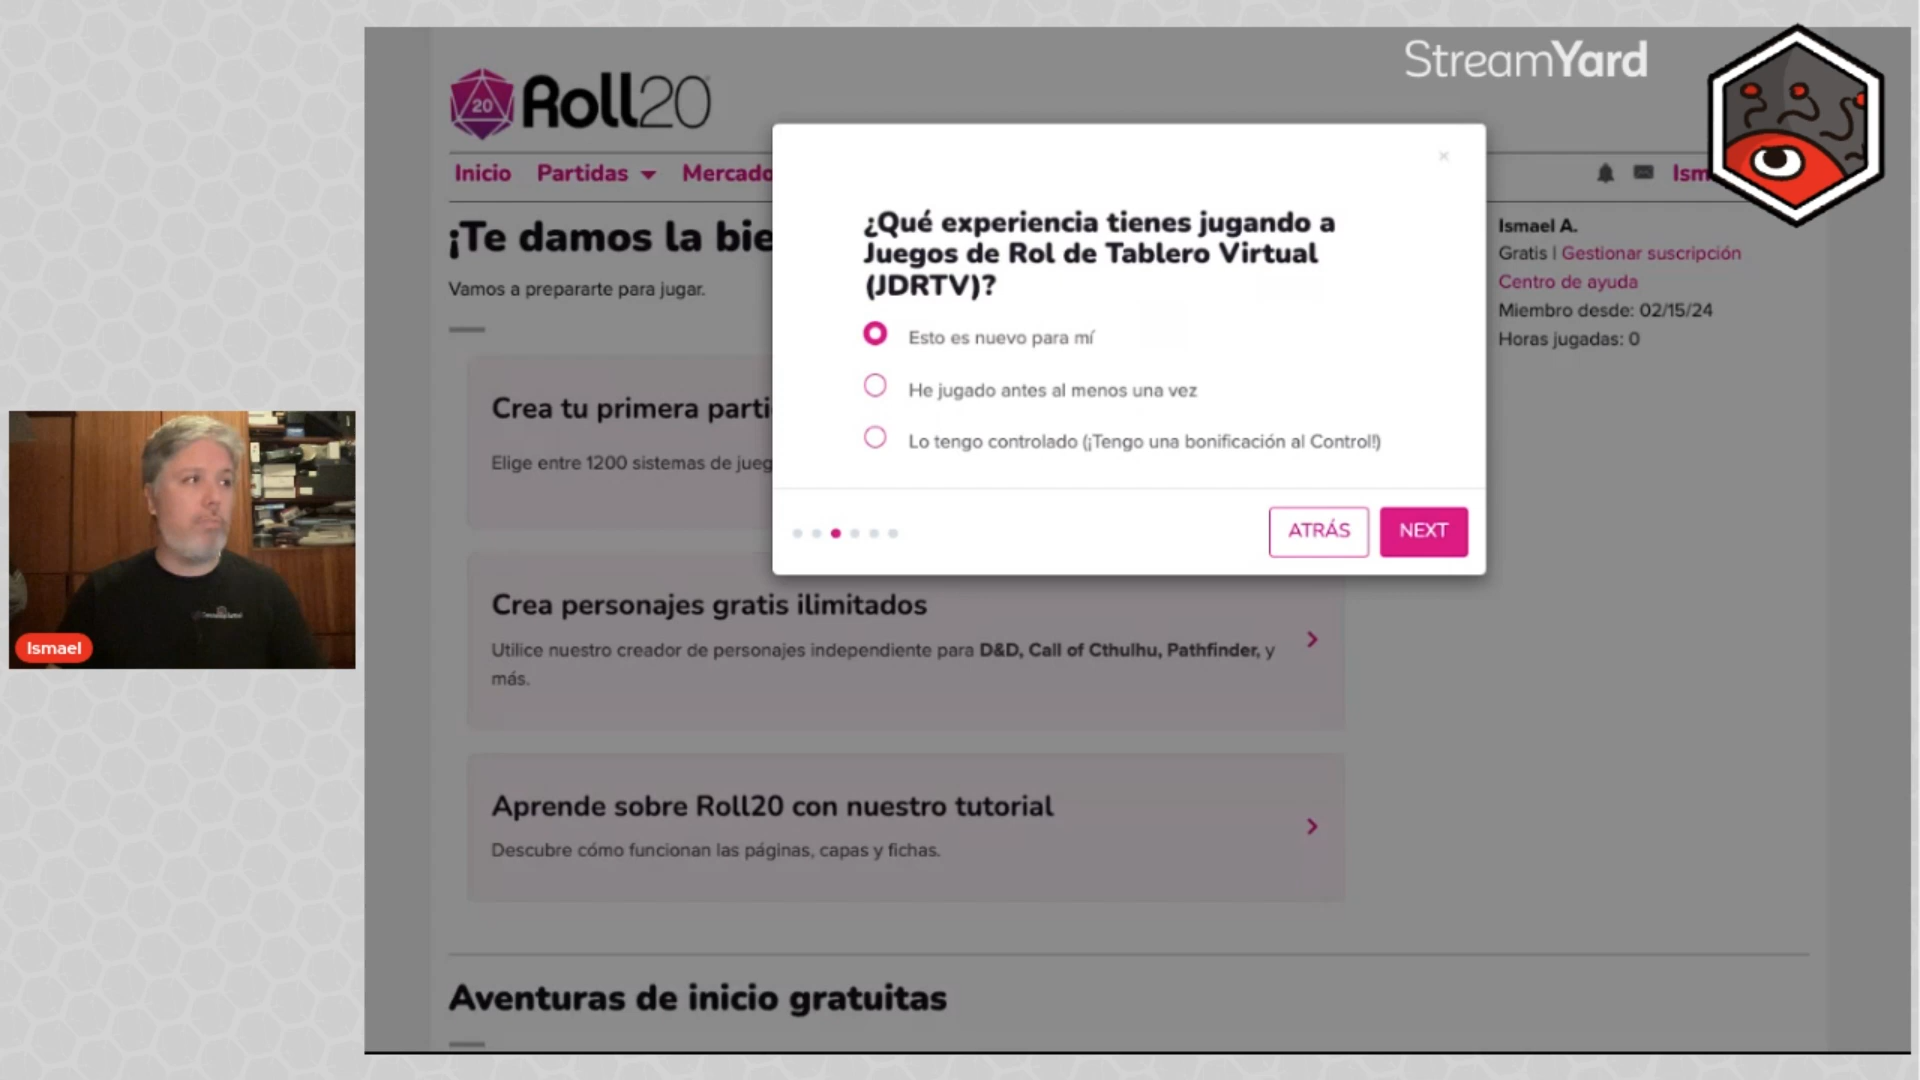 StreamYard
20
Roll20
Inicio
Partidas
Mercado
Ism
¡Te damos la bie
Vamos a prepararte para jugar.
Crea tu primera parti
Elige entre 1200 sistemas de jueg
¿Qué experiencia tienes jugando a
Juegos de Rol de Tablero Virtual
(JDRTV)?
Esto es nuevo para mí
He jugado antes al menos una vez
Lo tengo controlado (¡Tengo una bonificación al Control!)
ATRÁS
NEXT
Ismael A.
Gratis | Gestionar suscripción
Centro de ayuda
Miembro desde: 02/15/24
Horas jugadas: 0
Ismael
Crea personajes gratis ilimitados
Utilice nuestro creador de personajes independiente para D&D, Call of Cthulhu, Pathfinder, y
más.
Aprende sobre Roll20 con nuestro tutorial
Descubre cómo funcionan las páginas, capas y fichas.
Aventuras de inicio gratuitas